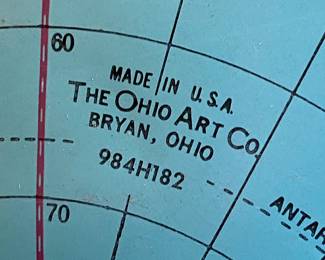 60
MADE IN U.S.A.
THE OHIO ART CO.
BRYAN, OHIO
984H182
70
ANTAR